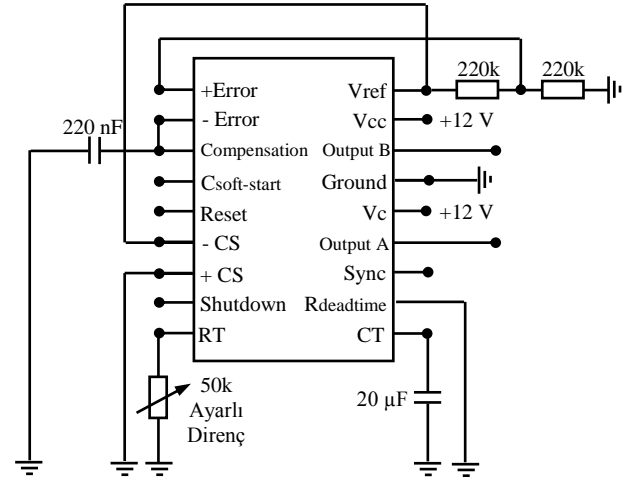 220k 220k
+Error Vref
- Error Vcc +12 V
220 nF
Compensation Output B
Csoft-start Ground
Reset Vc +12 V
- CS Output A
+ CS Sync
Shutdown Rdeadtime
RT CT
50k
Ayarlı
Direnç
20 µF